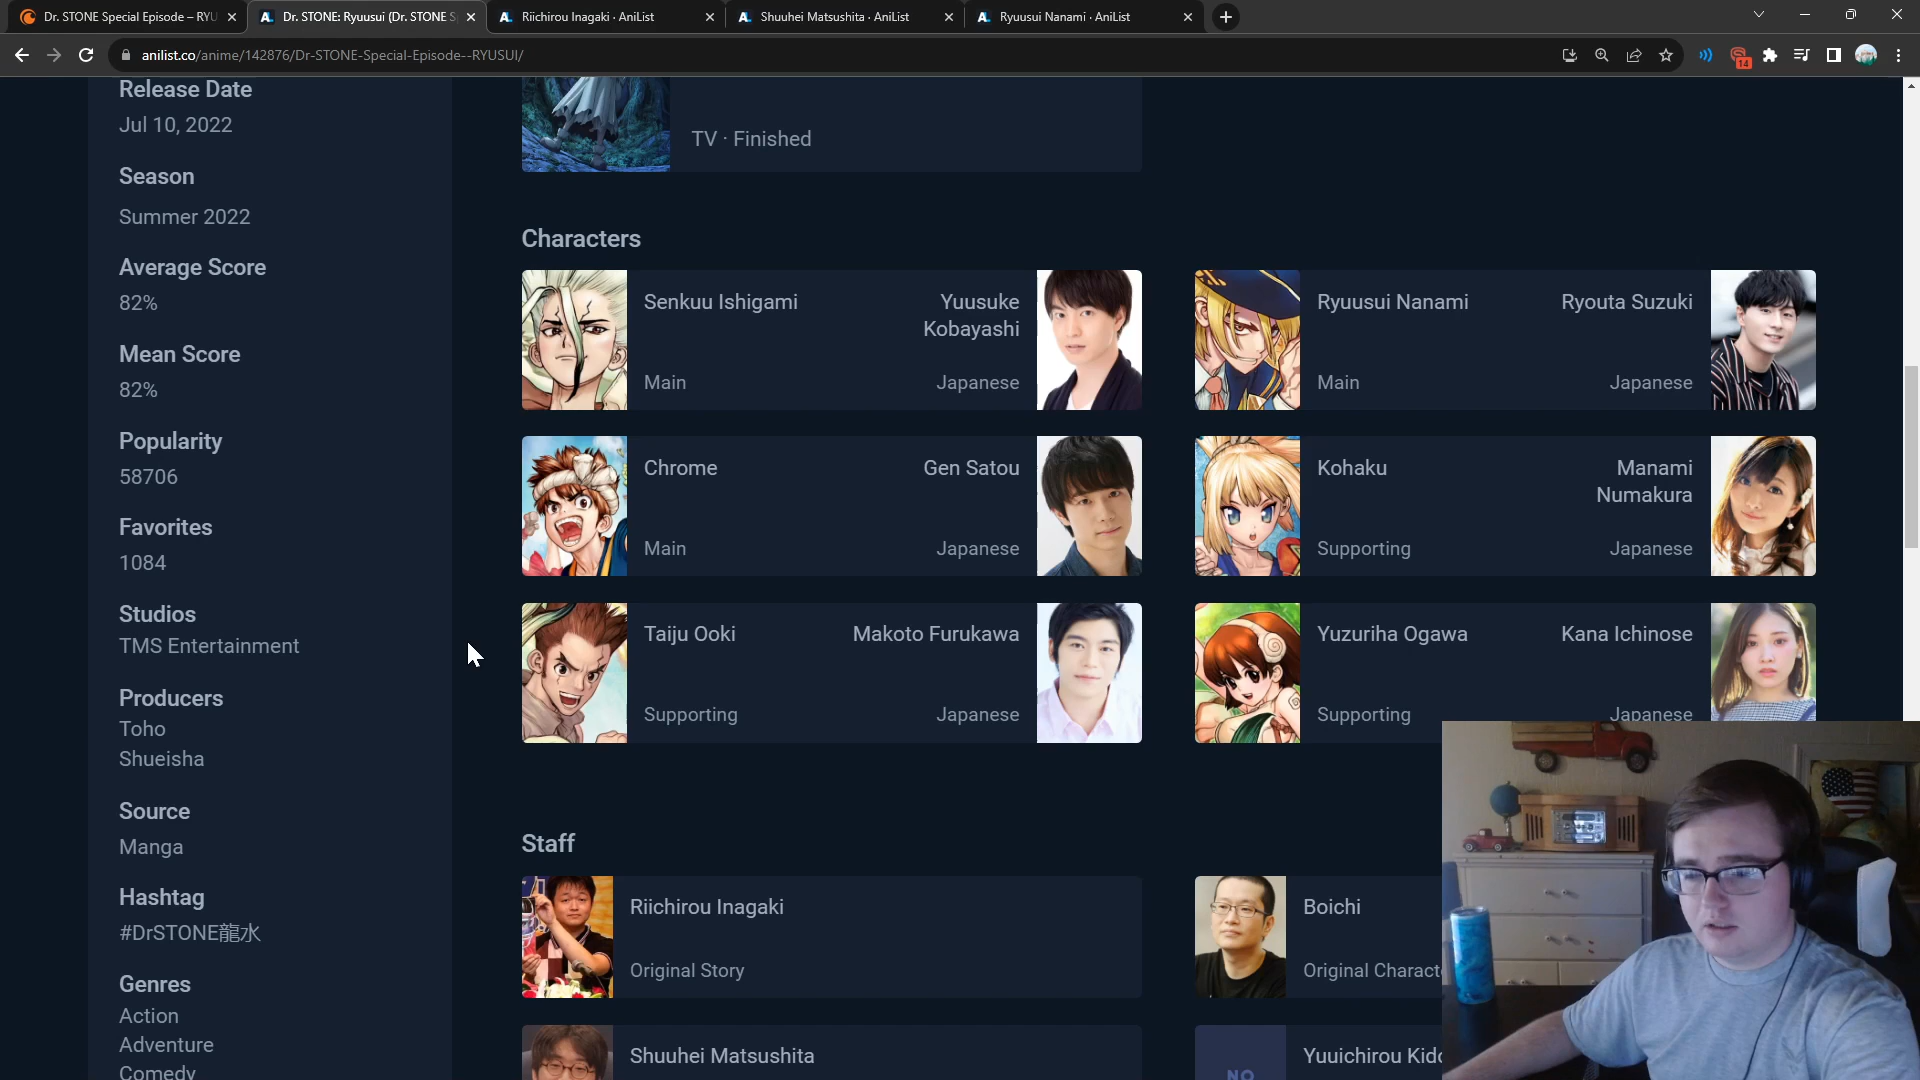 Dr. STONE Special Episode – RYU
Dr. STONE: Ryuusui (Dr. STONE S
Riichirou Inagaki · AniList
Shuuhei Matsushita · AniList
Ryuusui Nanami · AniList
anilist.co/anime/142876/Dr-STONE-Special-Episode--RYUSUI/
14
Release Date
Jul 10, 2022
Season
Summer 2022
Average Score
82%
Mean Score
82%
Popularity
58706
Favorites
1084
Studios
TMS Entertainment
Producers
Toho
Shueisha
Source
Manga
Hashtag
#DrSTONE龍水
Genres
Action
Adventure
Comedy
TV · Finished
Characters
Senkuu Ishigami
Yuusuke
Kobayashi
Main
Japanese
Ryuusui Nanami
Ryouta Suzuki
Main
Japanese
Chrome
Gen Satou
Main
Japanese
Kohaku
Manami
Numakura
Supporting
Japanese
Taiju Ooki
Makoto Furukawa
Supporting
Japanese
Yuzuriha Ogawa
Kana Ichinose
Supporting
Japanese
Staff
Riichirou Inagaki
Original Story
Boichi
Original Charact
Shuuhei Matsushita
Yuuichirou Kido
NO